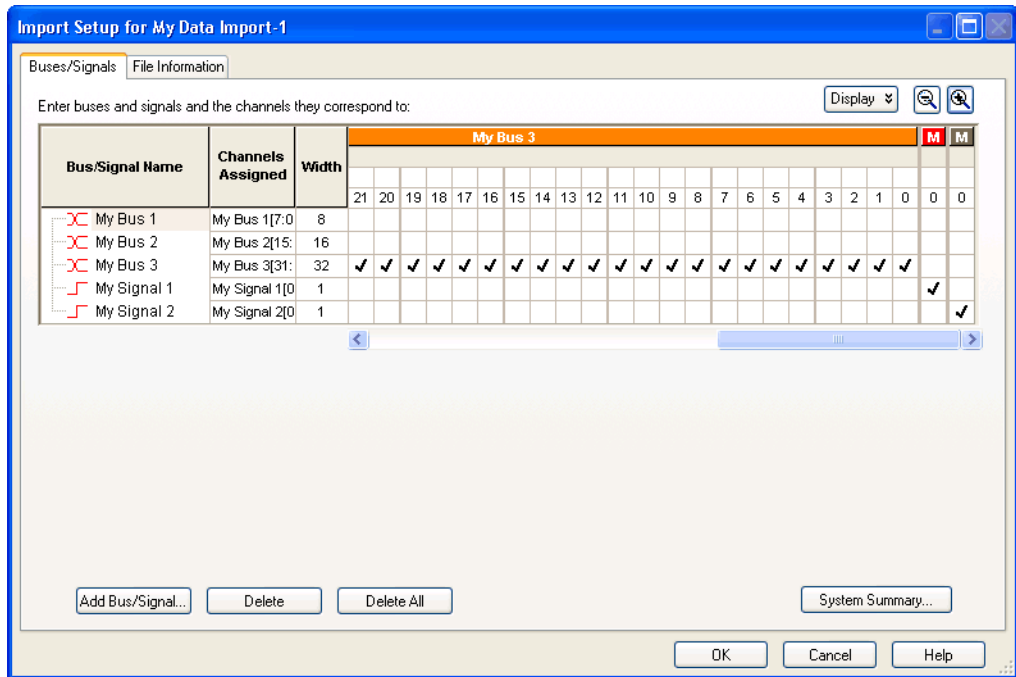 Import Setup for My Data Import-1
Buses/Signals File Information
Enter buses and signals and the channels they correspond to:
Display
Bus/Signal Name Channels Assigned Width My Bus 3 M M
21 20 19 18 17 16 15 14 13 12 11 10 9 8 7 6 5 4 3 2 1 0 0 0
My Bus 1 My Bus 1[7:0 8
My Bus 2 My Bus 2[15: 16
My Bus 3 My Bus 3[31: 32
My Signal 1 My Signal 1[0 1
My Signal 2 My Signal 2[0 1
Add Bus/Signal... Delete Delete All System Summary...
OK Cancel Help